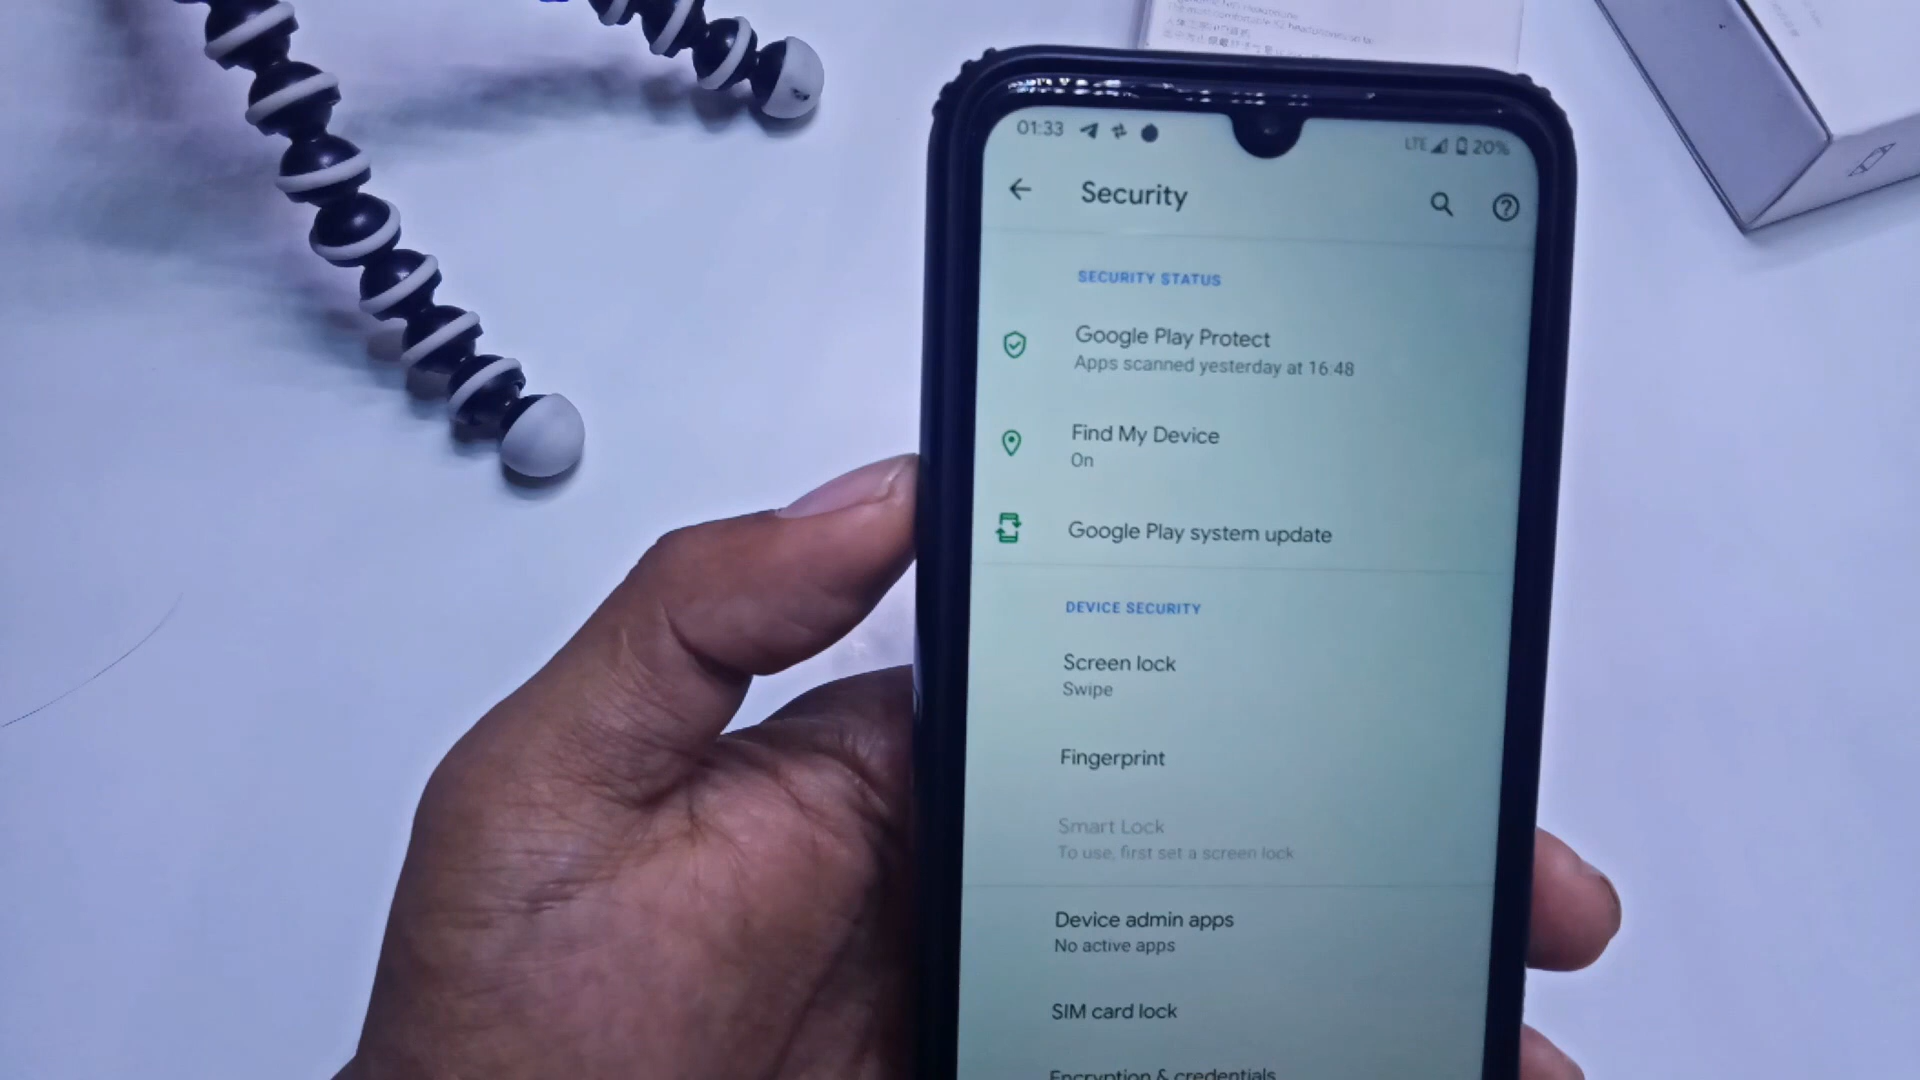 01:33
LTE 20%
Security
SECURITY STATUS
Google Play Protect
Apps scanned yesterday at 16:48
Find My Device
On
Google Play system update
DEVICE SECURITY
Screen lock
Swipe
Fingerprint
Smart Lock
To use, first set a screen lock
Device admin apps
No active apps
SIM card lock
Encryption & credentials